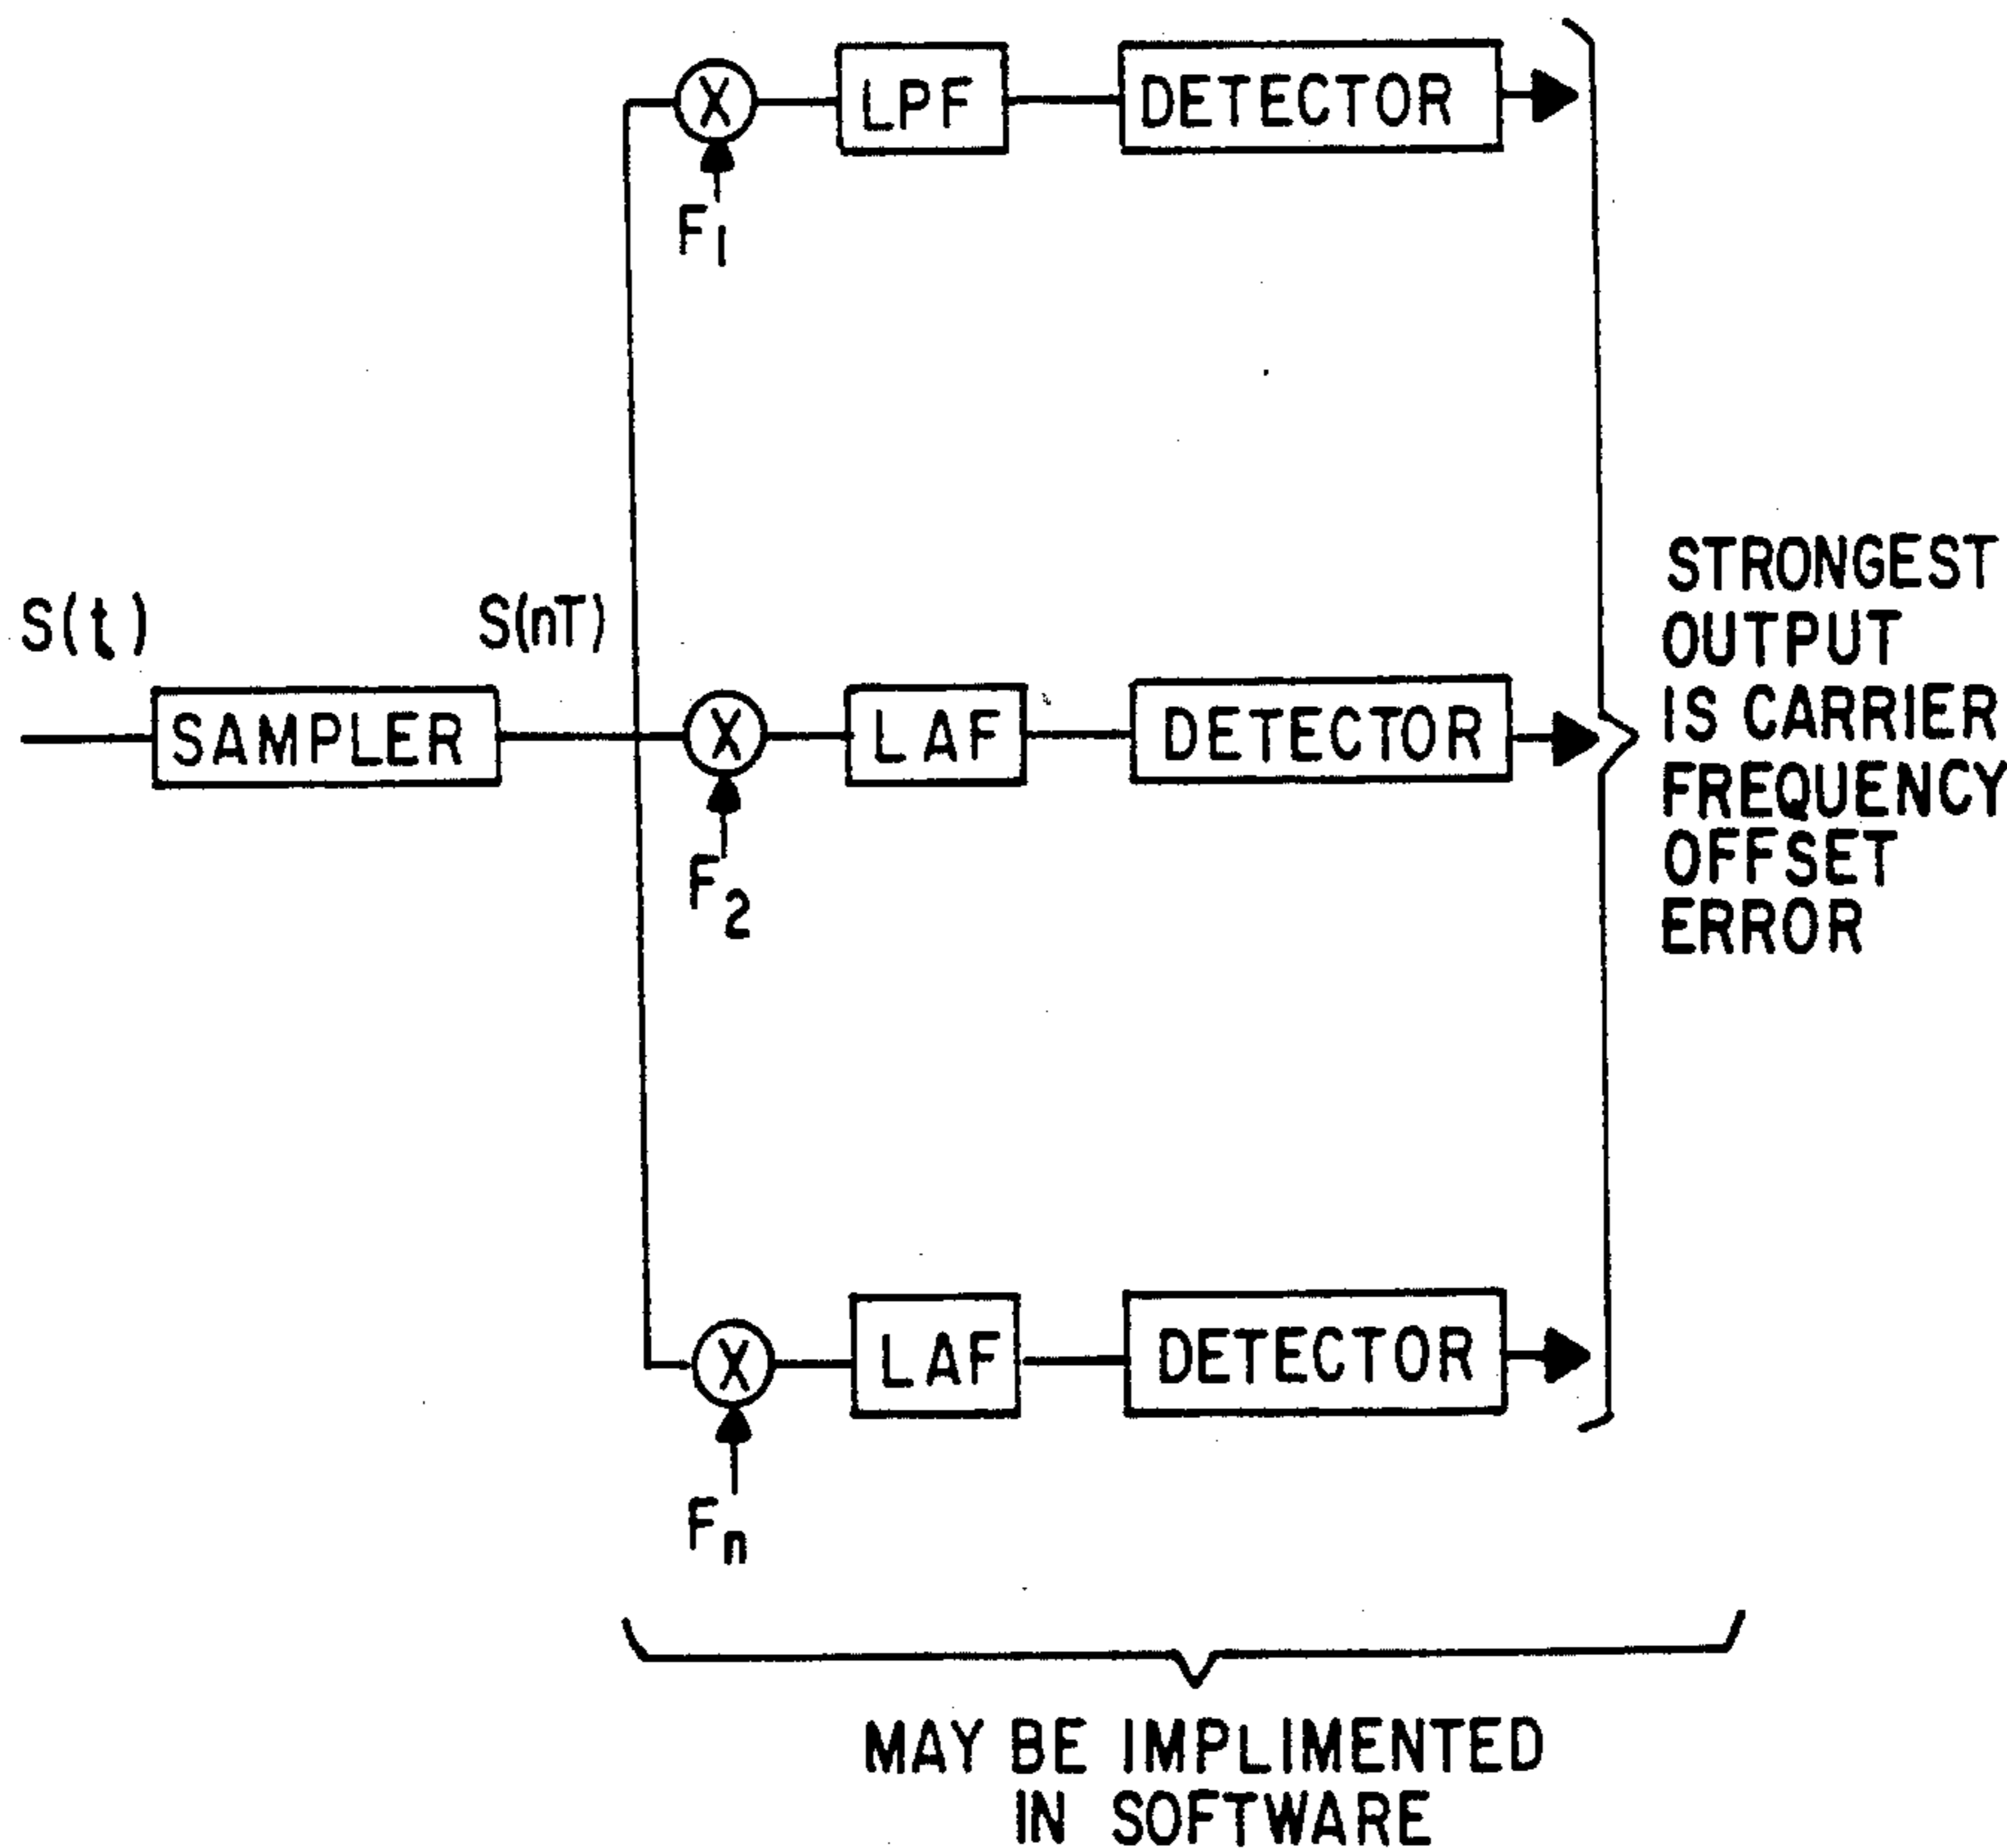 LPF
DETECTOR
F1
S(t)
S(nT)
SAMPLER
LAF
DETECTOR
F2
STRONGEST
OUTPUT
IS CARRIER
FREQUENCY
OFFSET
ERROR
LAF
DETECTOR
Fn
MAY BE IMPLIMENTED
IN SOFTWARE
X
X
X